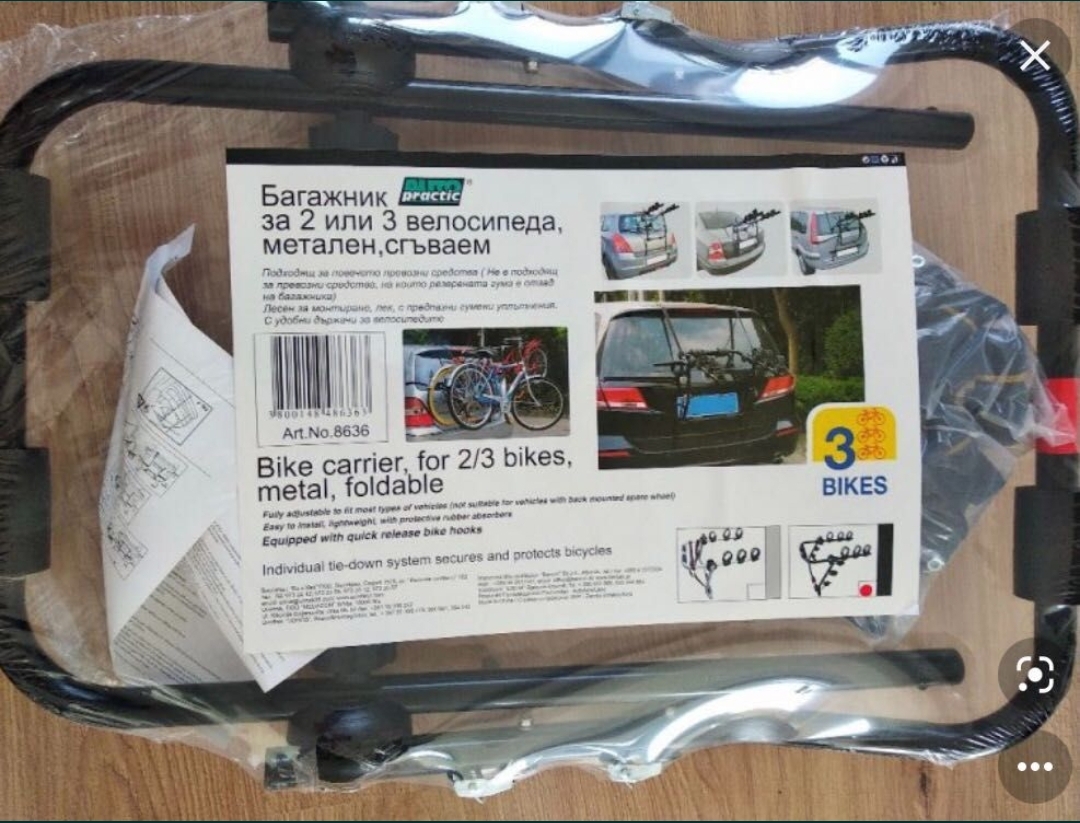 Багажник AUTO practic®
за 2 или 3 велосипеда,
метален,сгъваем
Подходящ за повечето превозни средства ( Не е подходящ
за превозни средства, на които резервната гума е отзад
на багажника)
Лесен за монтиране, лек, с предпазни гумени уплътнения.
С удобни държачи за велосипедите
9800148486363
Art.No.8636
3
BIKES
Bike carrier, for 2/3 bikes,
metal, foldable
Fully adjustable to fit most types of vehicles (not suitable for vehicles with back mounted spare wheel)
Easy to install, lightweight, with protective rubber absorbers
Equipped with quick release bike hooks
Individual tie-down system secures and protects bicycles